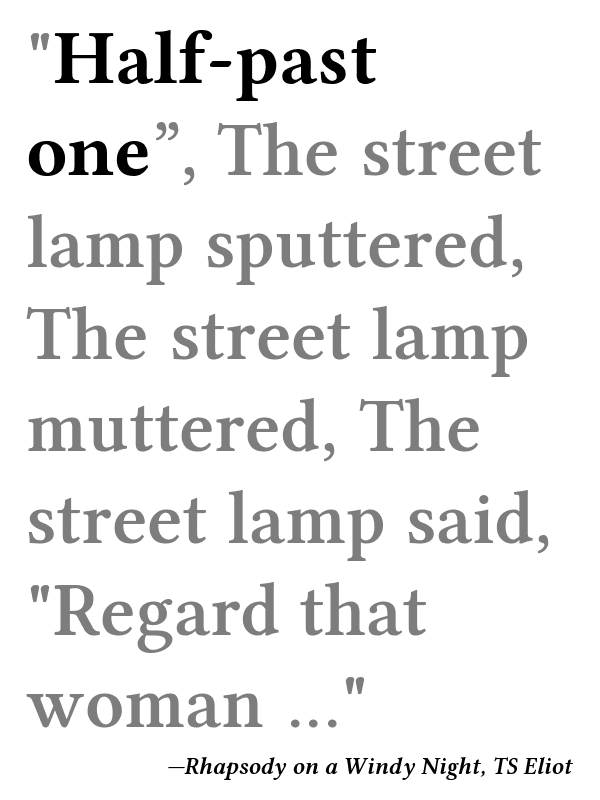 "Half-past
one”, The street
lamp sputtered,
The street lamp
muttered, The
street lamp said,
"Regard that
woman ..."
—Rhapsody on a Windy Night, TS Eliot